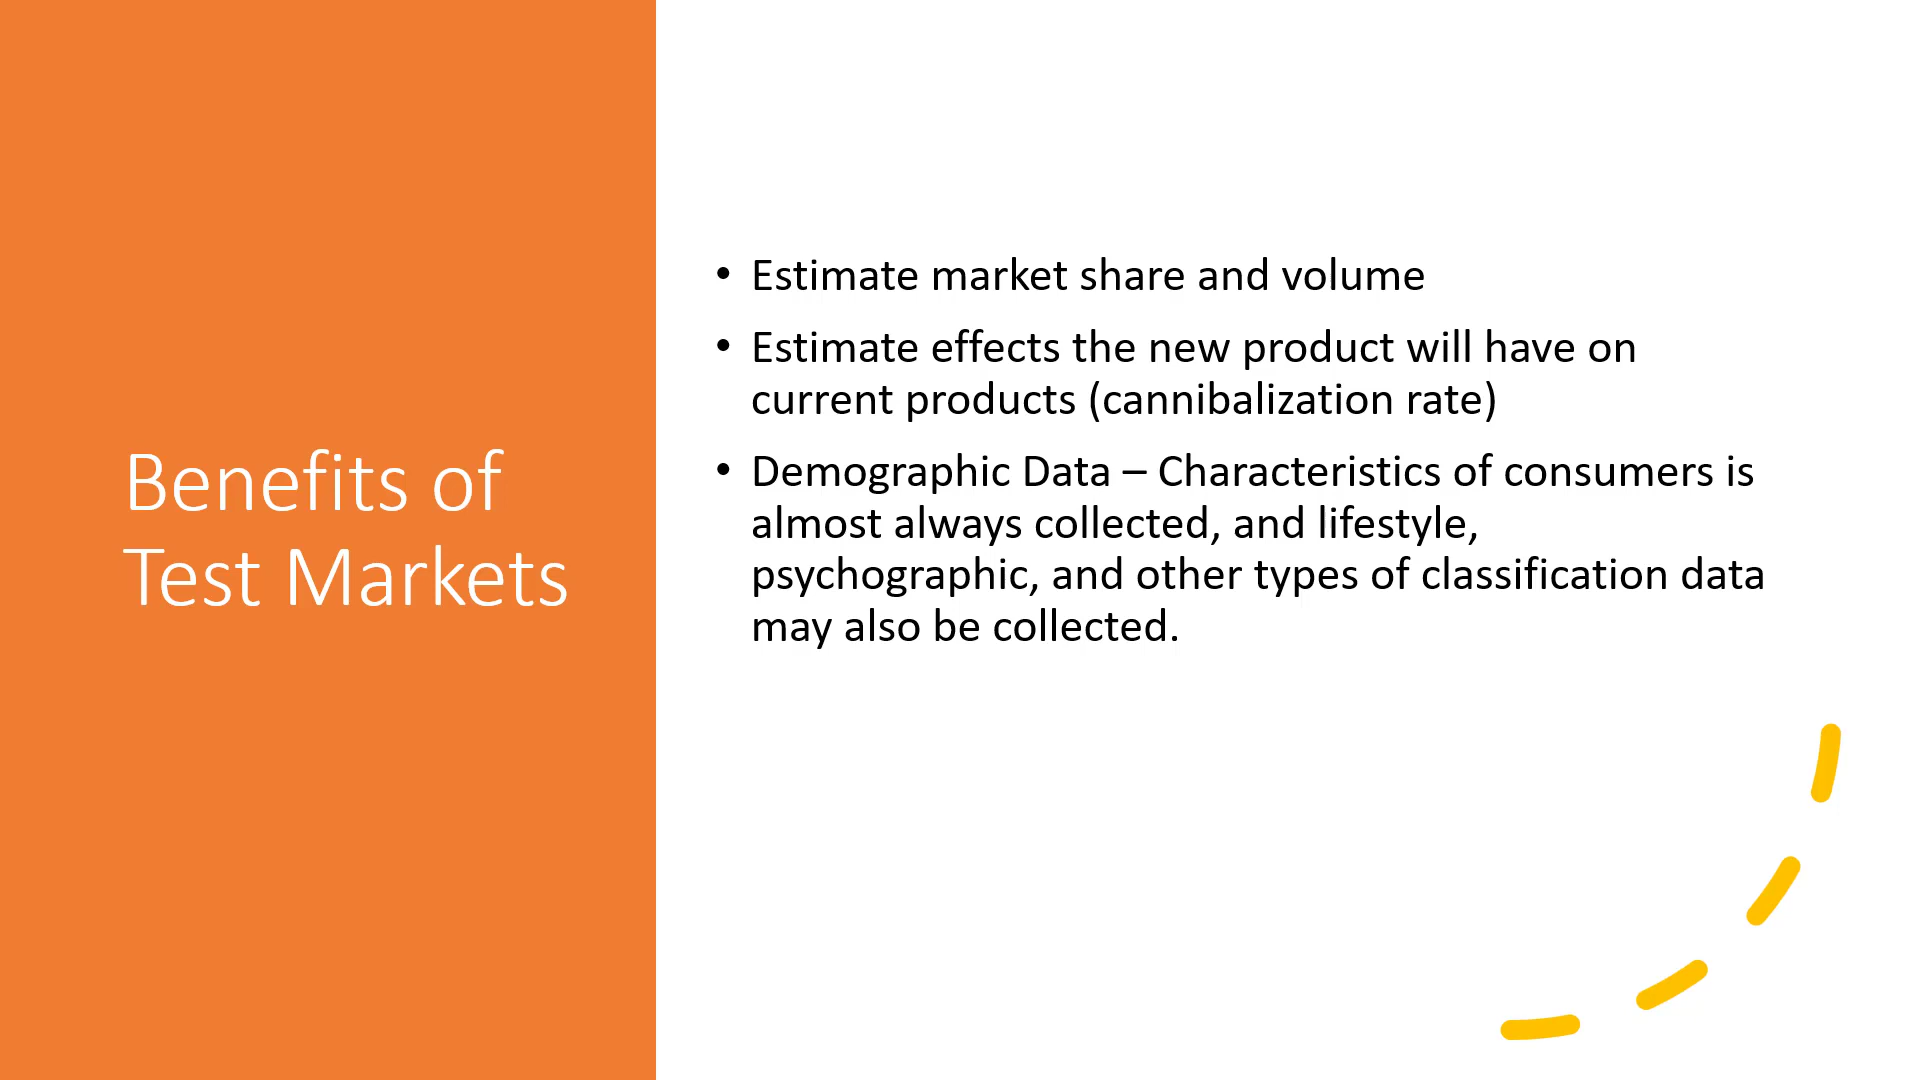 Benefits of
Test Markets
• Estimate market share and volume
• Estimate effects the new product will have on
current products (cannibalization rate)
• Demographic Data – Characteristics of consumers is
almost always collected, and lifestyle,
psychographic, and other types of classification data
may also be collected.